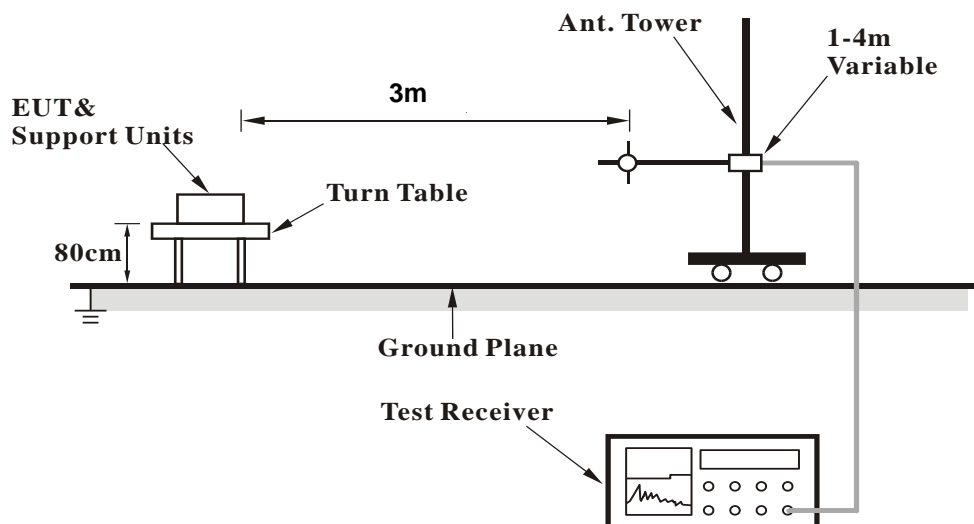 Ant. Tower
1-4m
Variable
3m
EUT&
Support Units
Turn Table
80cm
Ground Plane
Test Receiver